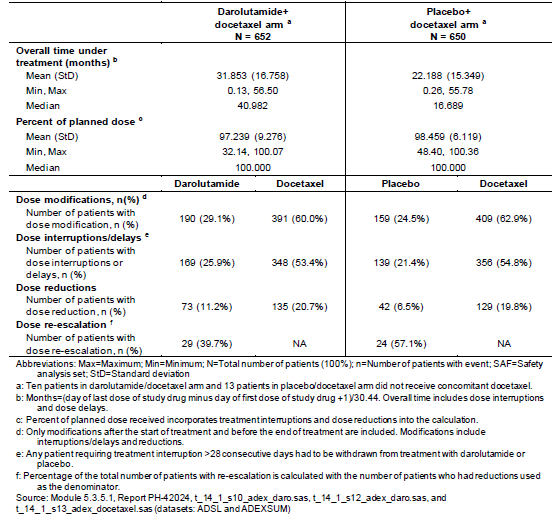 Darolutamide+ Placebo+
docetaxel arm ᵃ docetaxel arm ᵃ
N = 652 N = 650
Overall time under
treatment (months) ᵇ
Mean (StD) 31.853 (16.758) 22.188 (15.349)
Min, Max 0.13, 56.50 0.26, 55.78
Median 40.982 16.689
Percent of planned dose ᶜ
Mean (StD) 97.239 (9.276) 98.459 (6.119)
Min, Max 32.14, 100.07 48.40, 100.36
Median 100.000 100.000
Darolutamide Docetaxel Placebo Docetaxel
Dose modifications, n(%) ᵈ
Number of patients with
dose modification, n (%) 190 (29.1%) 391 (60.0%) 159 (24.5%) 409 (62.9%)
Dose interruptions/delays ᵉ
Number of patients with
dose interruptions or
delays, n (%) 169 (25.9%) 348 (53.4%) 139 (21.4%) 356 (54.8%)
Dose reductions
Number of patients with
dose reduction, n (%) 73 (11.2%) 135 (20.7%) 42 (6.5%) 129 (19.8%)
Dose re-escalation ᶠ
Number of patients with
dose re-escalation, n (%) 29 (39.7%) NA 24 (57.1%) NA
Abbreviations: Max=Maximum; Min=Minimum; N=Total number of patients (100%); n=Number of patients with event; SAF=Safety
analysis set; StD=Standard deviation
a: Ten patients in darolutamide/docetaxel arm and 13 patients in placebo/docetaxel arm did not receive concomitant docetaxel.
b: Months=(day of last dose of study drug minus day of first dose of study drug +1)/30.44. Overall time includes dose interruptions
and dose delays.
c: Percent of planned dose received incorporates treatment interruptions and dose reductions into the calculation.
d: Only modifications after the start of treatment and before the end of treatment are included. Modifications include
interruptions/delays and reductions.
e: Any patient requiring treatment interruption >28 consecutive days had to be withdrawn from treatment with darolutamide or
placebo.
f: Percentage of the total number of patients with re-escalation is calculated with the number of patients who had reductions used
as the denominator.
Source: Module 5.3.5.1, Report PH-42024, t_14_1_s10_adex_daro.sas, t_14_1_s12_adex_daro.sas, and
t_14_1_s13_adex_docetaxel.sas (datasets: ADSL and ADEXSUM)